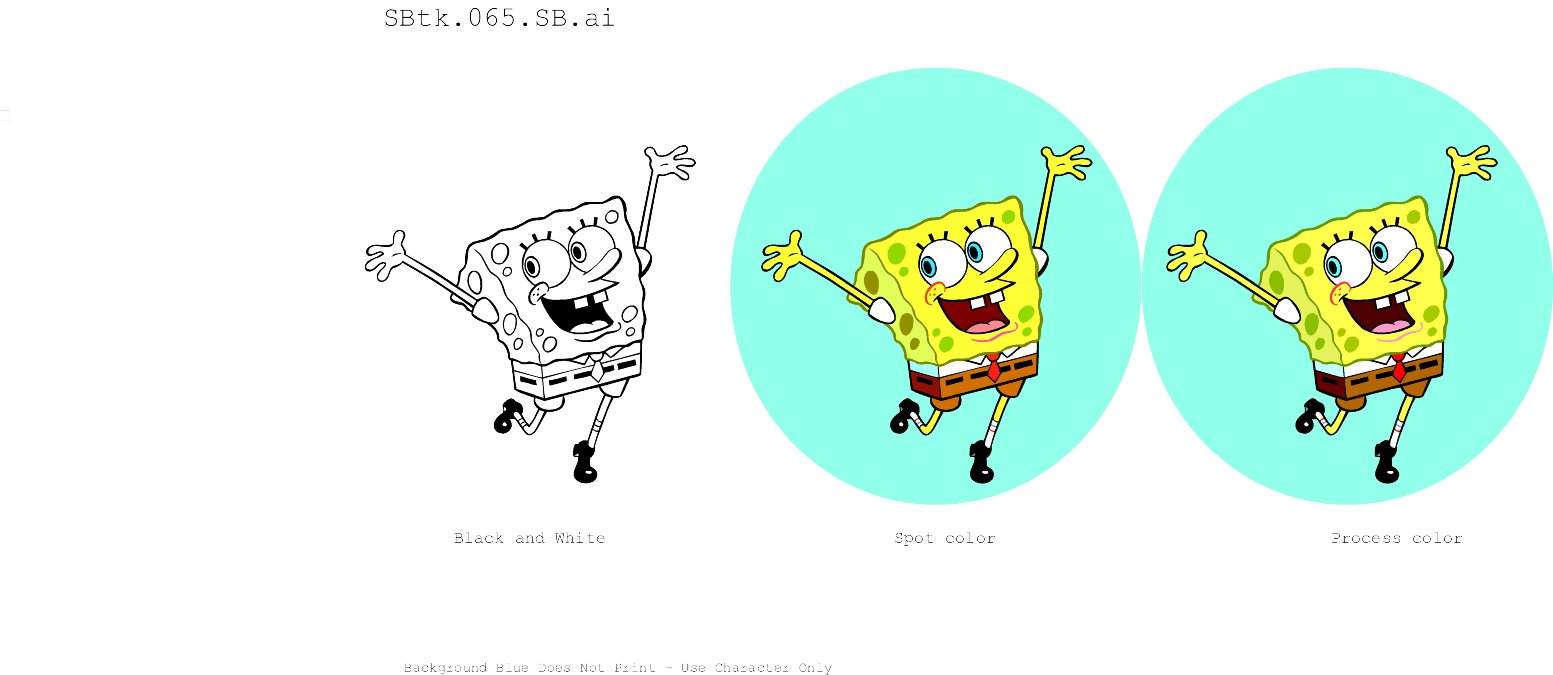 SBtk.065.SB.ai
Black and White
Spot color
Process color
Background Blue Does Not Print - Use Character Only